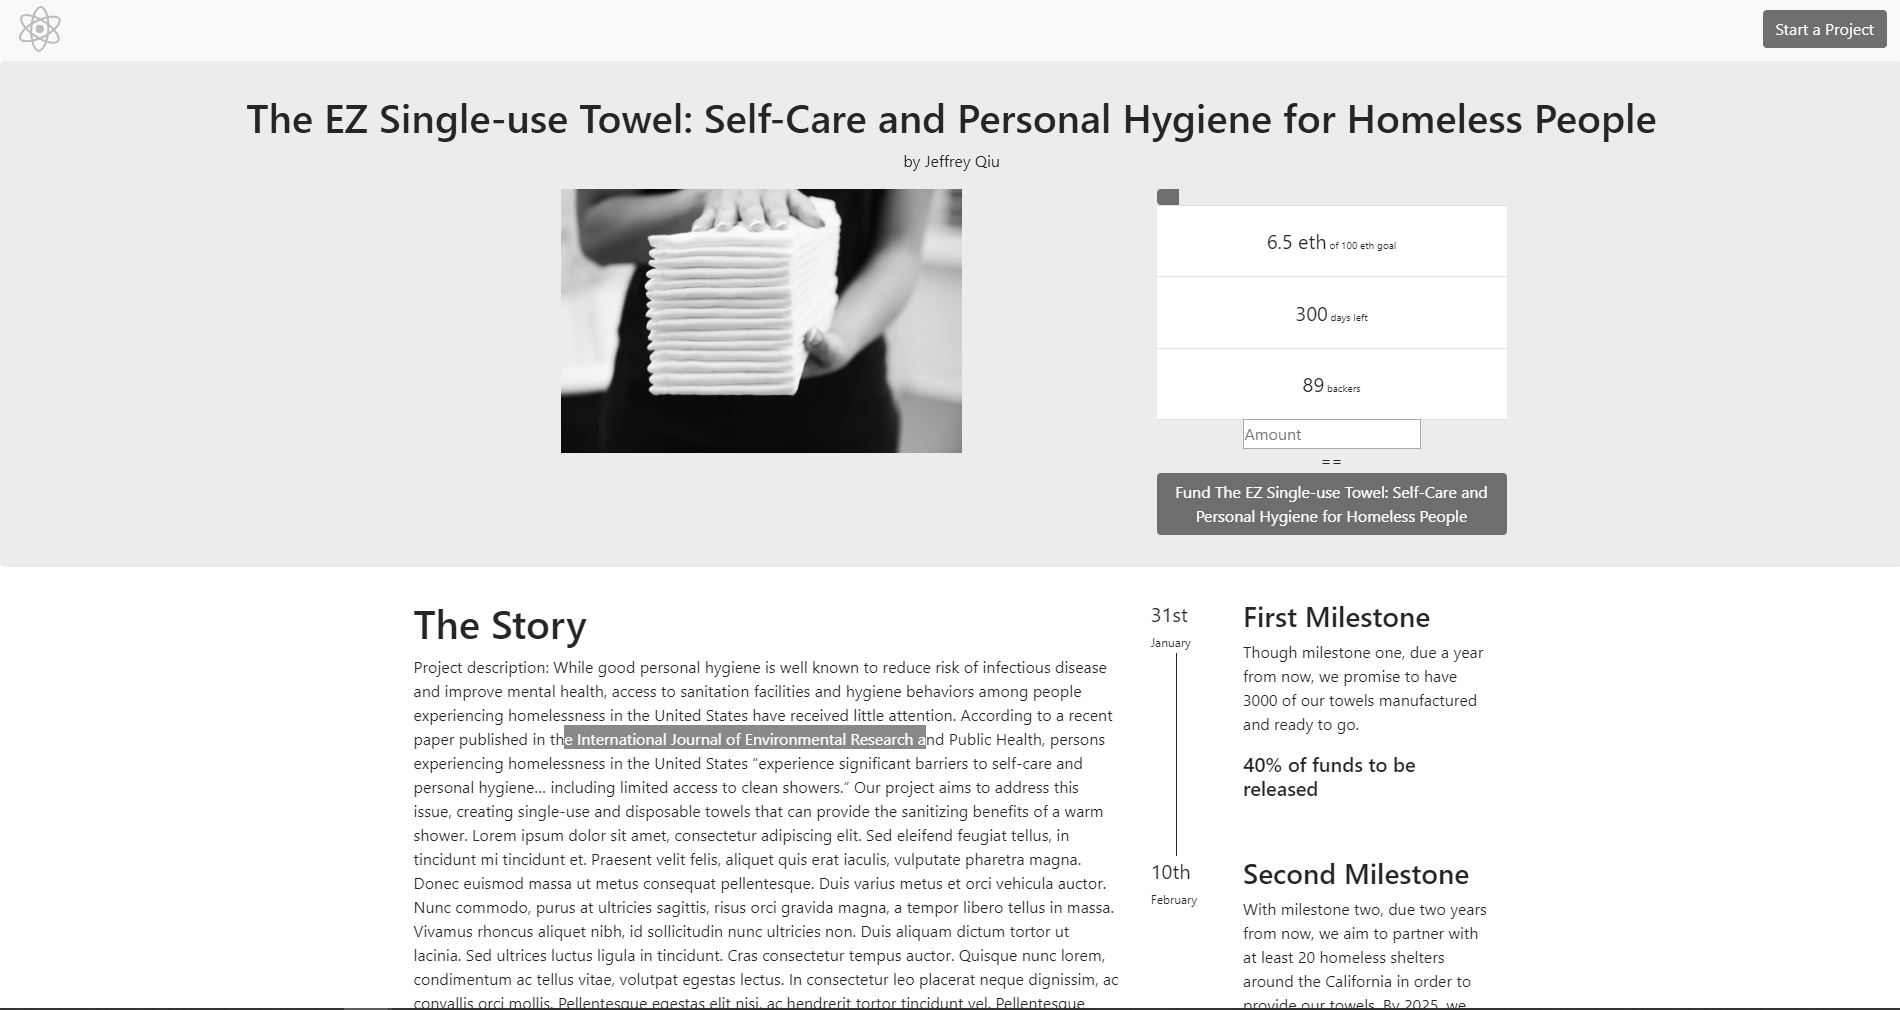 Start a Project
The EZ Single-use Towel: Self-Care and Personal Hygiene for Homeless People
by Jeffrey Qiu
6.5 eth of 100 eth goal
300 days left
89 backers
Amount
==
Fund The EZ Single-use Towel: Self-Care and
Personal Hygiene for Homeless People
The Story
Project description: While good personal hygiene is well known to reduce risk of infectious disease
and improve mental health, access to sanitation facilities and hygiene behaviors among people
experiencing homelessness in the United States have received little attention. According to a recent
paper published in the International Journal of Environmental Research and Public Health, persons
experiencing homelessness in the United States “experience significant barriers to self-care and
personal hygiene… including limited access to clean showers.” Our project aims to address this
issue, creating single-use and disposable towels that can provide the sanitizing benefits of a warm
shower. Lorem ipsum dolor sit amet, consectetur adipiscing elit. Sed eleifend feugiat tellus, in
tincidunt mi tincidunt et. Praesent velit felis, aliquet quis erat iaculis, vulputate pharetra magna.
Donec euismod massa ut metus consequat pellentesque. Duis varius metus et orci vehicula auctor.
Nunc commodo, purus at ultricies sagittis, risus orci gravida magna, a tempor libero tellus in massa.
Vivamus rhoncus aliquet nibh, id sollicitudin nunc ultricies non. Duis aliquam dictum tortor ut
lacinia. Sed ultrices luctus ligula in tincidunt. Cras consectetur tempus auctor. Quisque nunc lorem,
condimentum ac tellus vitae, volutpat egestas lectus. In consectetur leo placerat neque dignissim, ac
convallis orci mollis. Pellentesque egestas elit nisi, ac hendrerit tortor tincidunt vel. Pellentesque
31st
January
First Milestone
Though milestone one, due a year
from now, we promise to have
3000 of our towels manufactured
and ready to go.
40% of funds to be
released
10th
February
Second Milestone
With milestone two, due two years
from now, we aim to partner with
at least 20 homeless shelters
around the California in order to
provide our towels. By 2025, we